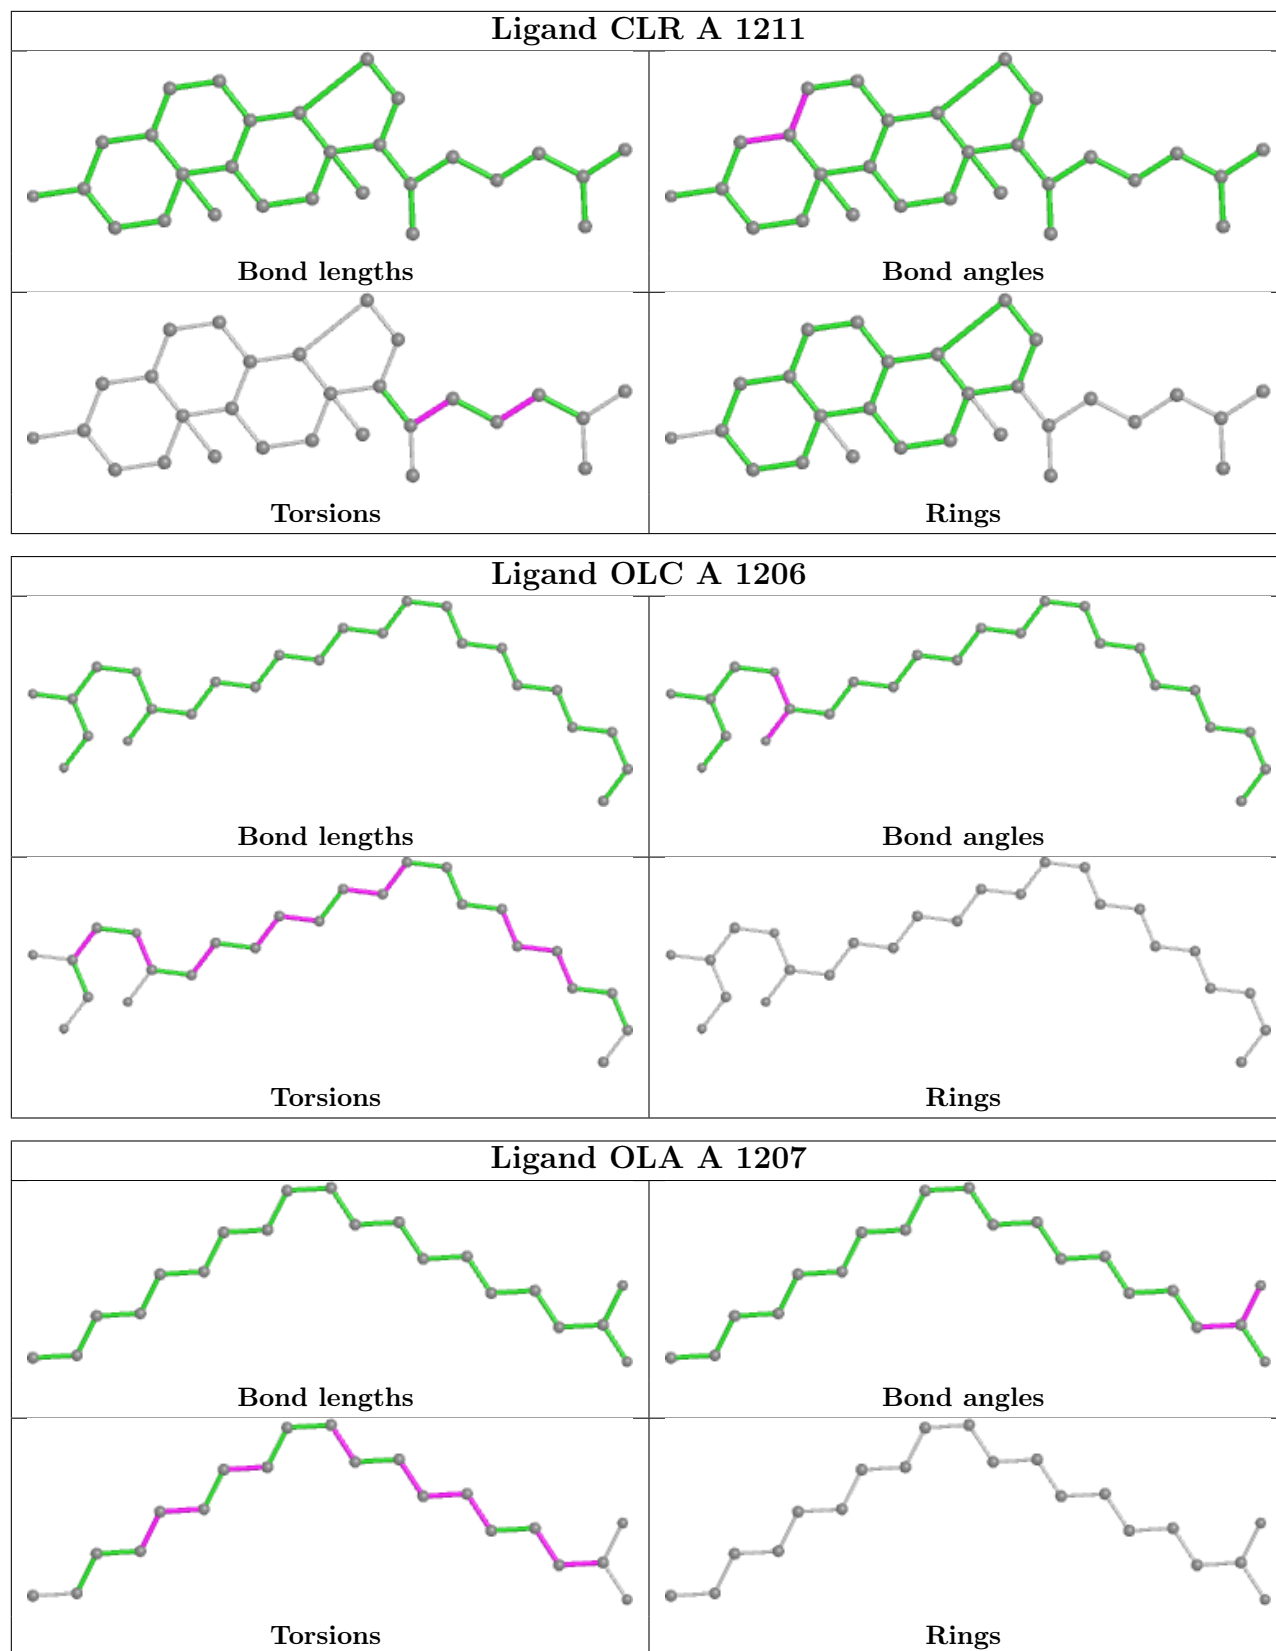 Ligand CLR A 1211
Bond lengths
Bond angles
Torsions
Rings
Ligand OLC A 1206
Bond lengths
Bond angles
Torsions
Rings
Ligand OLA A 1207
Bond lengths
Bond angles
Torsions
Rings